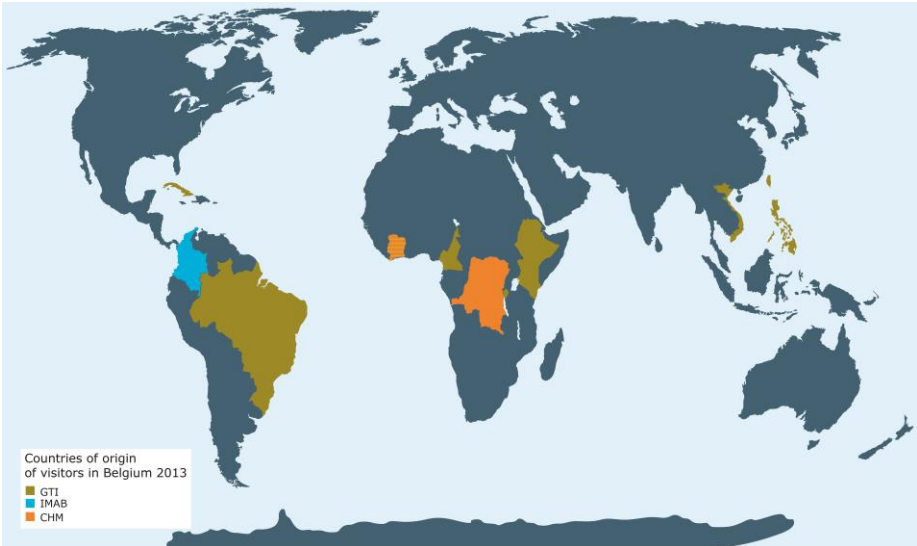 Countries of origin
of visitors in Belgium 2013
GTI
IMAB
CHM